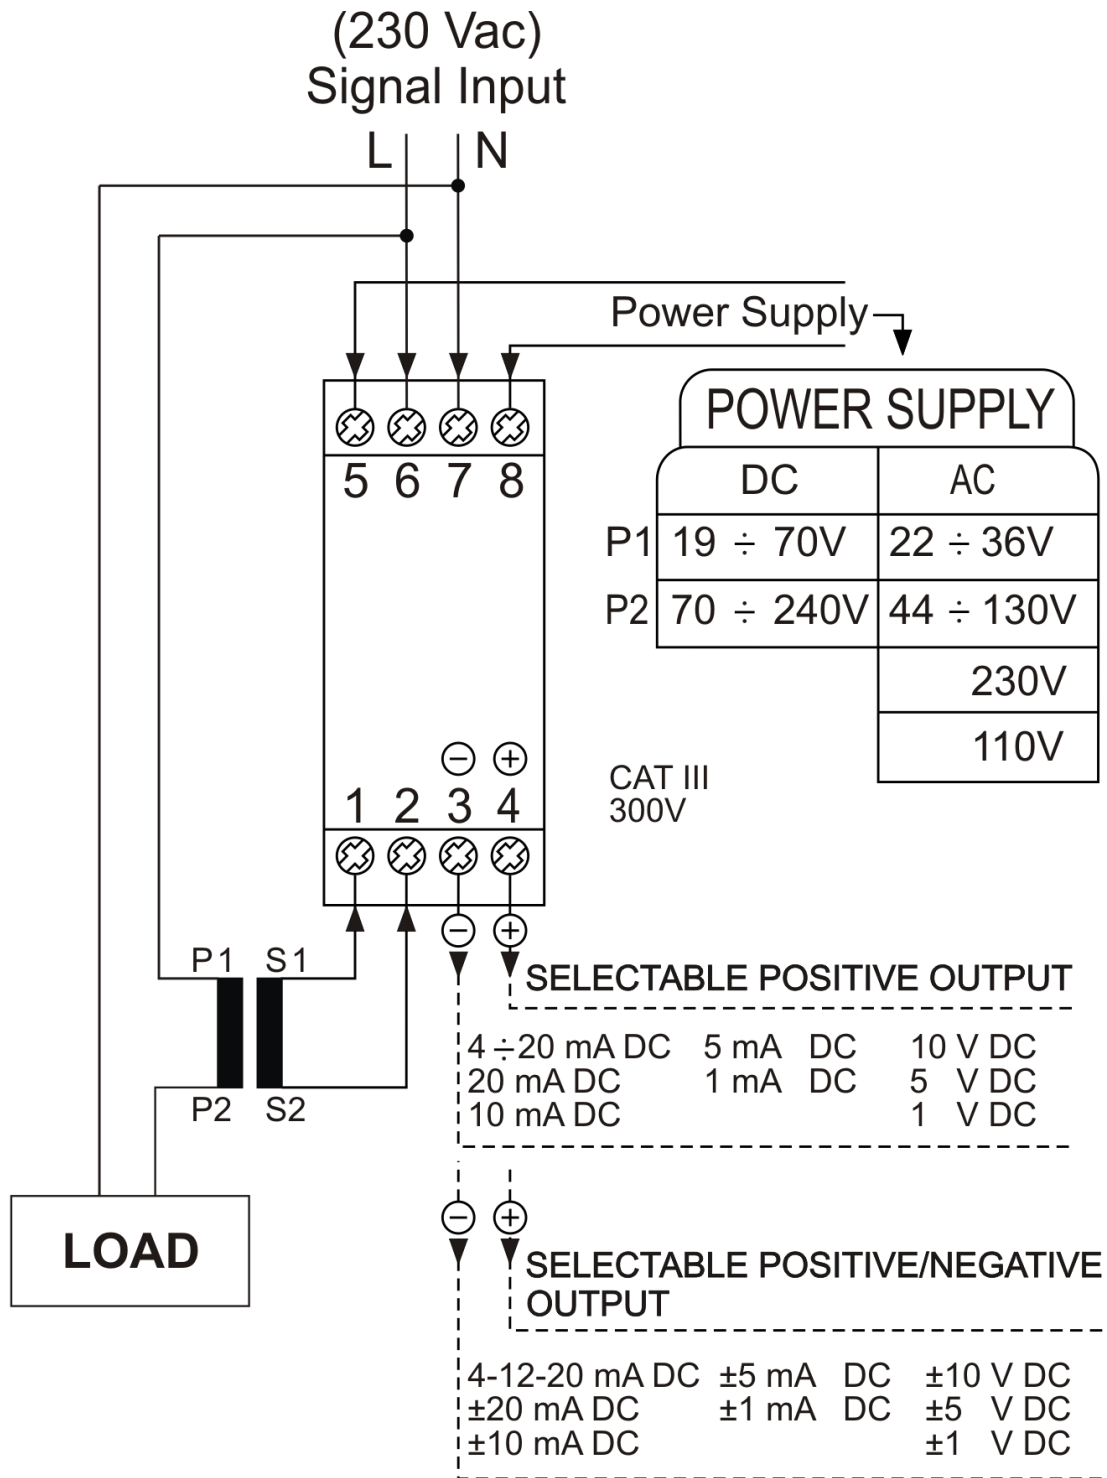 (230 Vac)
Signal Input
L N
Power Supply
POWER SUPPLY
DC AC
P1 19 ÷ 70V 22 ÷ 36V
P2 70 ÷ 240V 44 ÷ 130V
230V
110V
5 6 7 8
CAT III
300V
− +
1 2 3 4
− +
P1 S1
P2 S2
LOAD
SELECTABLE POSITIVE OUTPUT
4 ÷20 mA DC 5 mA DC 10 V DC
20 mA DC 1 mA DC 5 V DC
10 mA DC 1 V DC
− +
SELECTABLE POSITIVE/NEGATIVE
OUTPUT
4-12-20 mA DC ±5 mA DC ±10 V DC
±20 mA DC ±1 mA DC ±5 V DC
±10 mA DC ±1 V DC